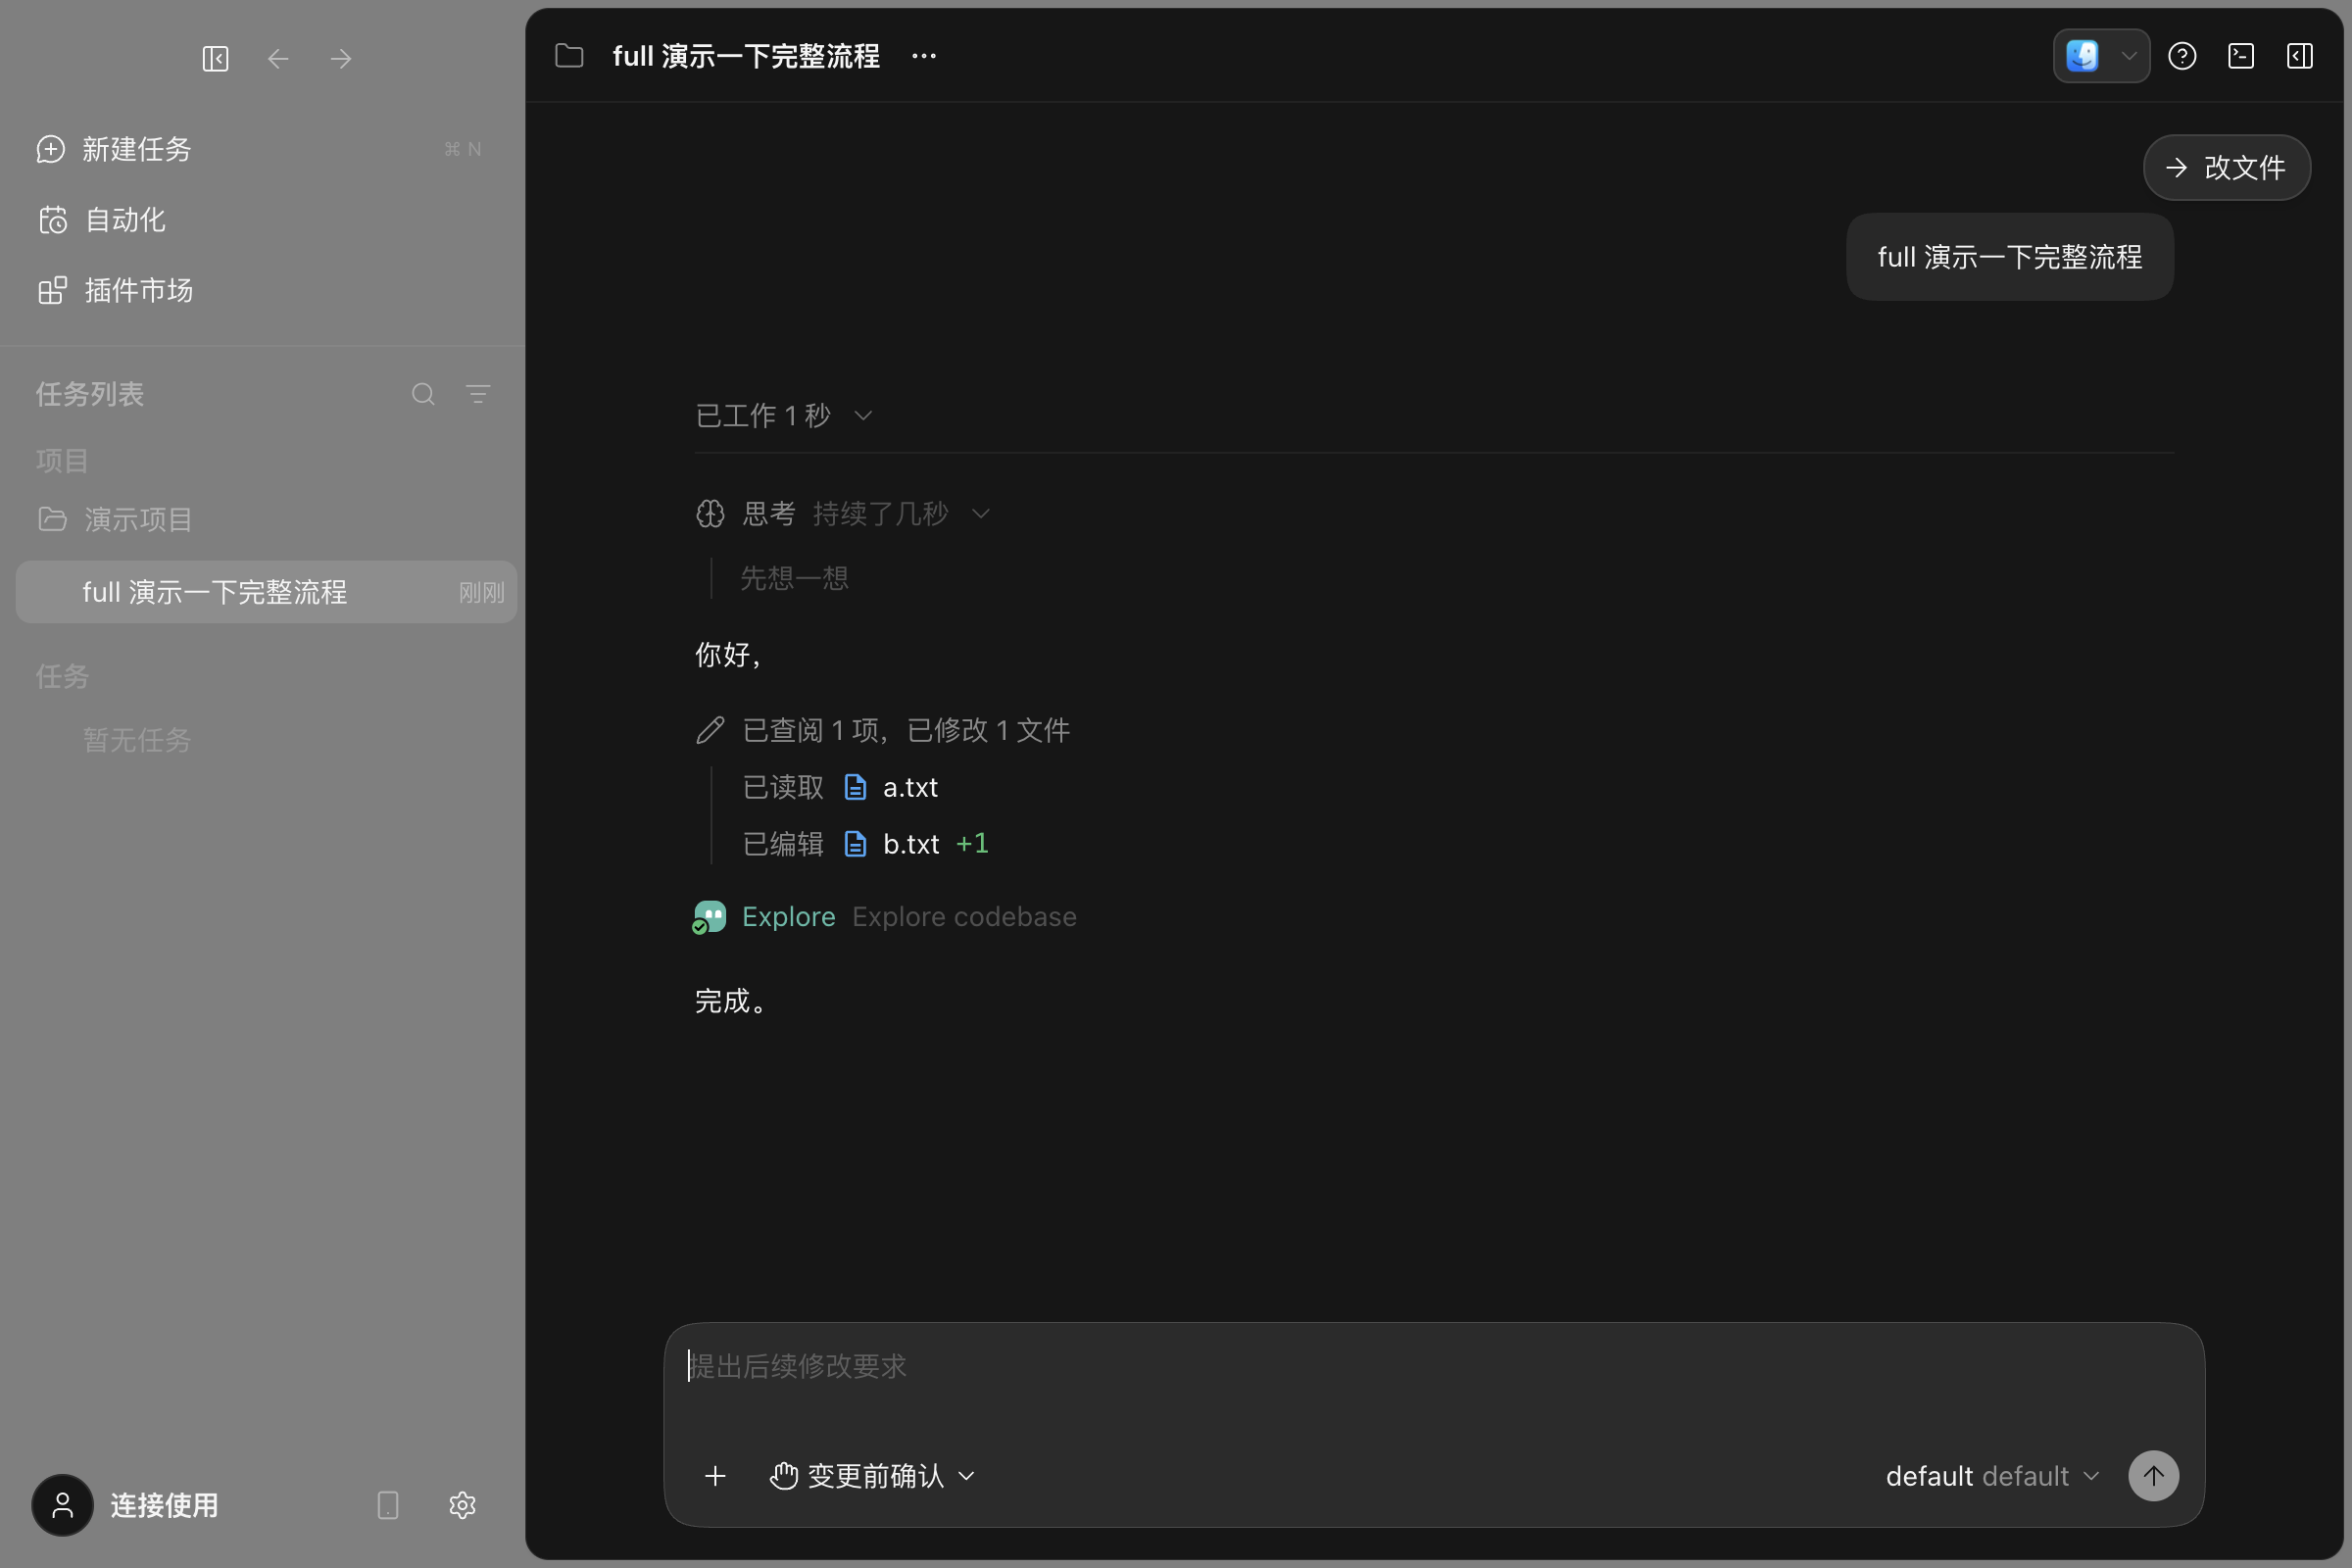 新建任务 ⌘ N
自动化
插件市场
任务列表
项目
演示项目
full 演示一下完整流程 刚刚
任务
暂无任务
连接使用
full 演示一下完整流程
改文件
full 演示一下完整流程
已工作 1 秒
思考 持续了几秒
先想一想
你好，
已查阅 1 项，已修改 1 文件
已读取 a.txt
已编辑 b.txt +1
Explore Explore codebase
完成。
提出后续修改要求
变更前确认
default default